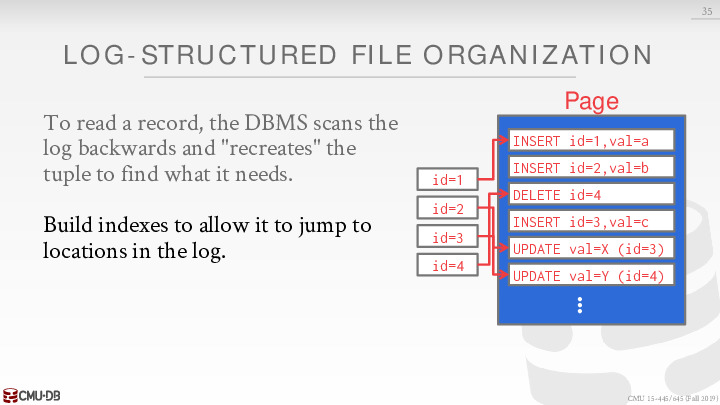 35
LOG-STRUCTURED FILE ORGANIZATION
To read a record, the DBMS scans the
log backwards and "recreates" the
tuple to find what it needs.
Build indexes to allow it to jump to
locations in the log.
Page
id=1
id=2
id=3
id=4
INSERT id=1,val=a
INSERT id=2,val=b
DELETE id=4
INSERT id=3,val=c
UPDATE val=X (id=3)
UPDATE val=Y (id=4)
⋮
CMU·DB
CMU 15-445/645 (Fall 2019)